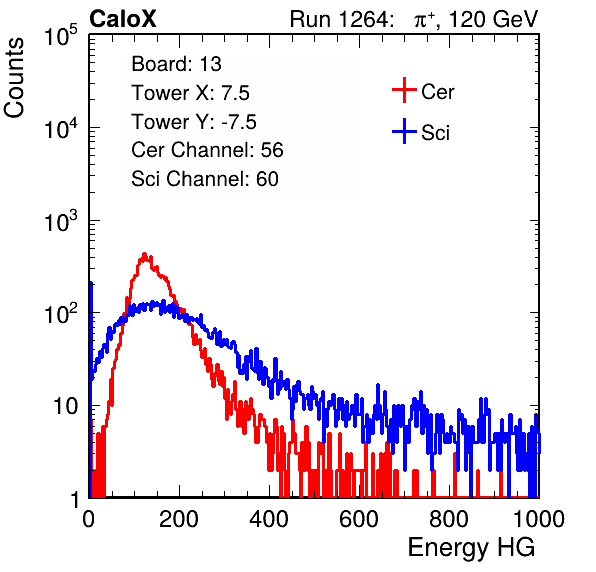 CaloX Run 1264: π⁺, 120 GeV
Counts
10⁵
10⁴
10³
10²
10
1
Board: 13
Tower X: 7.5
Tower Y: -7.5
Cer Channel: 56
Sci Channel: 60
Cer
Sci
0 200 400 600 800 1000
Energy HG